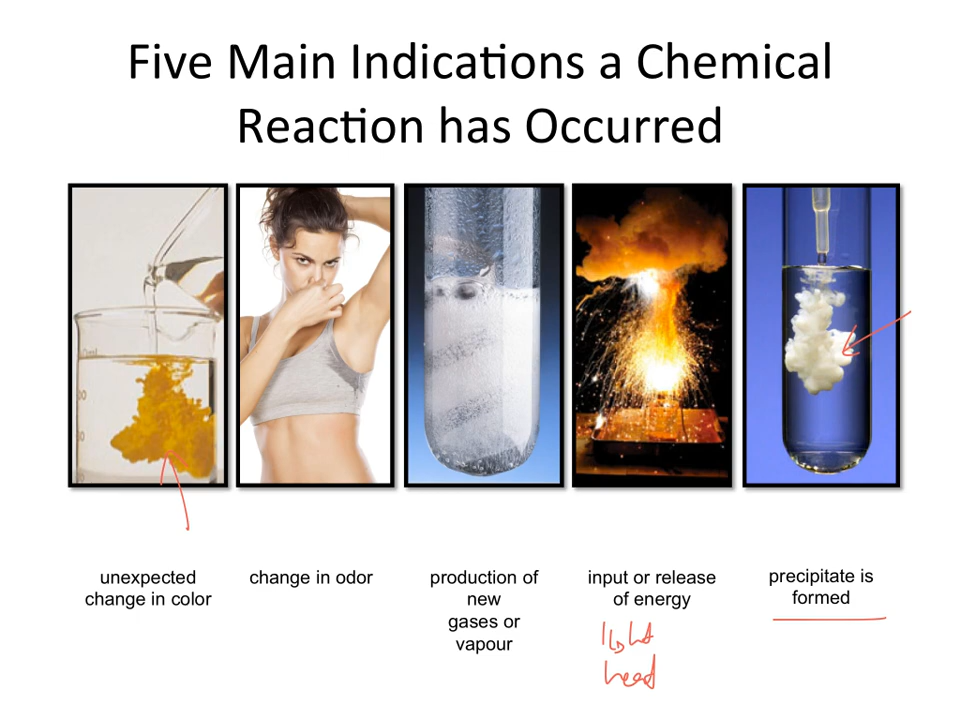 Five Main Indications a Chemical
Reaction has Occurred
unexpected
change in color
change in odor
production of
new
gases or
vapour
input or release
of energy
precipitate is
formed
light